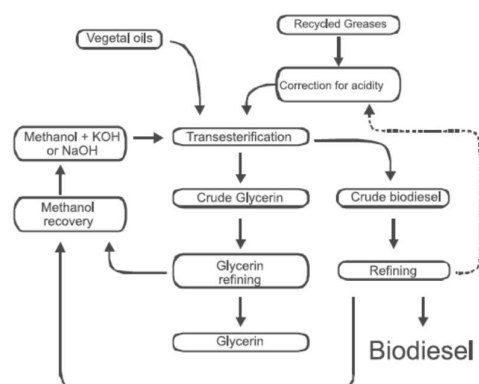 Recycled Greases
Vegetal oils
Correction for acidity
Methanol + KOH
or NaOH
Transesterification
Methanol
recovery
Crude Glycerin
Crude biodiesel
Glycerin
refining
Refining
Glycerin
Biodiesel